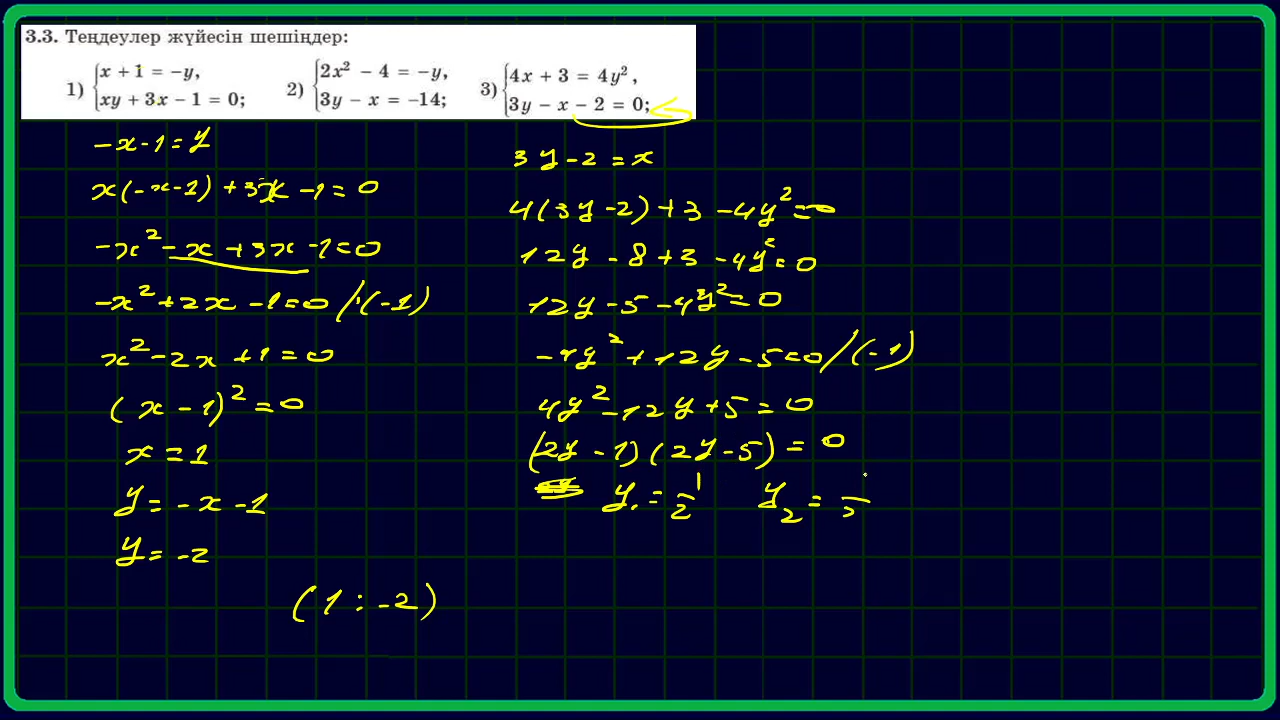 3.3. Теңдеулер жүйесін шешіңдер:
1) {x + 1 = -y, xy + 3x - 1 = 0;
2) {2x² - 4 = -y, 3y - x = -14;
3) {4x + 3 = 4y², 3y - x - 2 = 0;
-x-1=y
x(-x-1)+3x-1=0
-x²-x+3x-1=0
-x²+2x-1=0 /·(-1)
x²-2x+1=0
(x-1)²=0
x=1
y=-x-1
y=-2
(1 : -2)
3y-2=x
4(3y-2)+3-4y²=0
12y-8+3-4y²=0
12y-5-4y²=0
-4y²+12y-5=0/·(-1)
4y²-12y+5=0
(2y-1)(2y-5)=0
y₁=1/2 y₂=